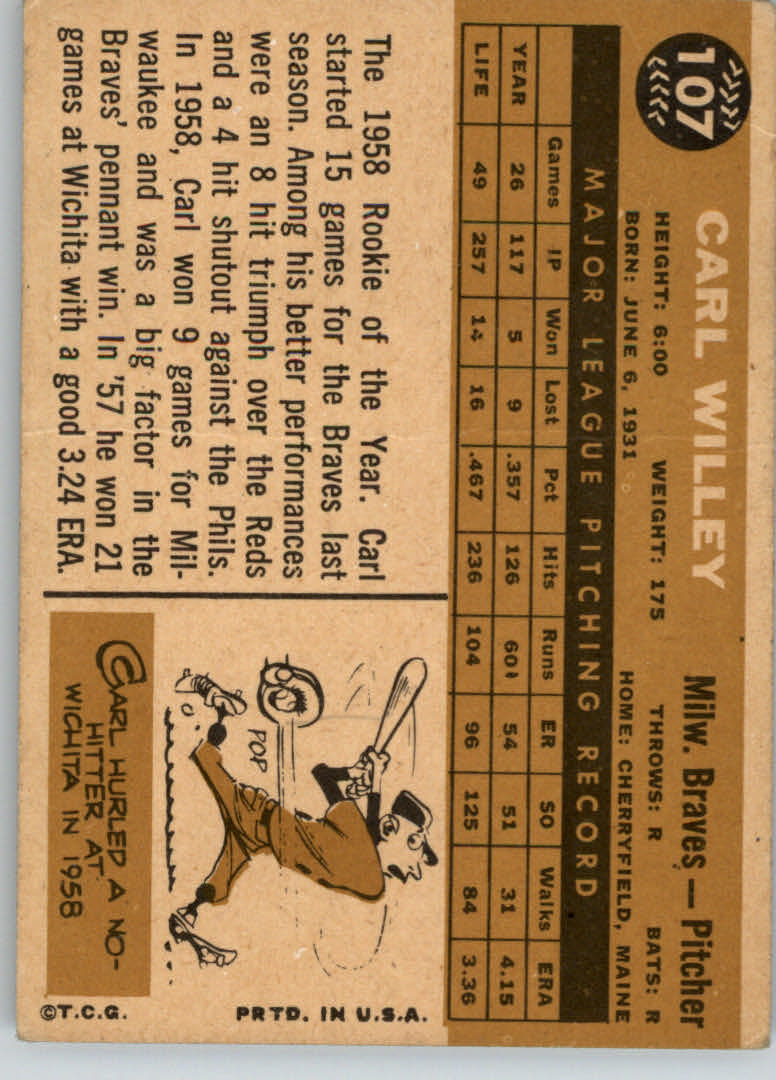 107
CARL WILLEY
Milw. Braves — Pitcher
HEIGHT: 6:00 WEIGHT: 175 THROWS: R BATS: R
BORN: JUNE 6, 1931 HOME: CHERRYFIELD, MAINE
MAJOR LEAGUE PITCHING RECORD
Games IP Won Lost Pct Hits Runs ER SO Walks ERA
YEAR 26 117 5 9 .357 126 60 54 51 31 4.15
LIFE 49 257 14 16 .467 236 104 96 125 84 3.36
The 1958 Rookie of the Year. Carl
started 15 games for the Braves last
season. Among his better performances
were an 8 hit triumph over the Reds
and a 4 hit shutout against the Phils.
In 1958, Carl won 9 games for Mil-
waukee and was a big factor in the
Braves' pennant win. In '57 he won 21
games at Wichita with a good 3.24 ERA.
POP
CARL HURLED A NO-
HITTER AT
WICHITA IN 1958
PRTD. IN U.S.A.
©T.C.G.